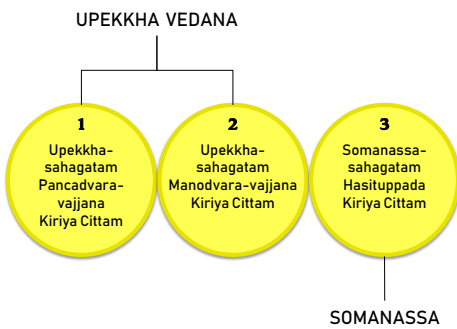 UPEKKHA VEDANA
1
Upekkha-
sahagatam
Pancadvara-
vajjana
Kiriya Cittam
2
Upekkha-
sahagatam
Manodvara-vajjana
Kiriya Cittam
3
Somanassa-
sahagatam
Hasituppada
Kiriya Cittam
SOMANASSA